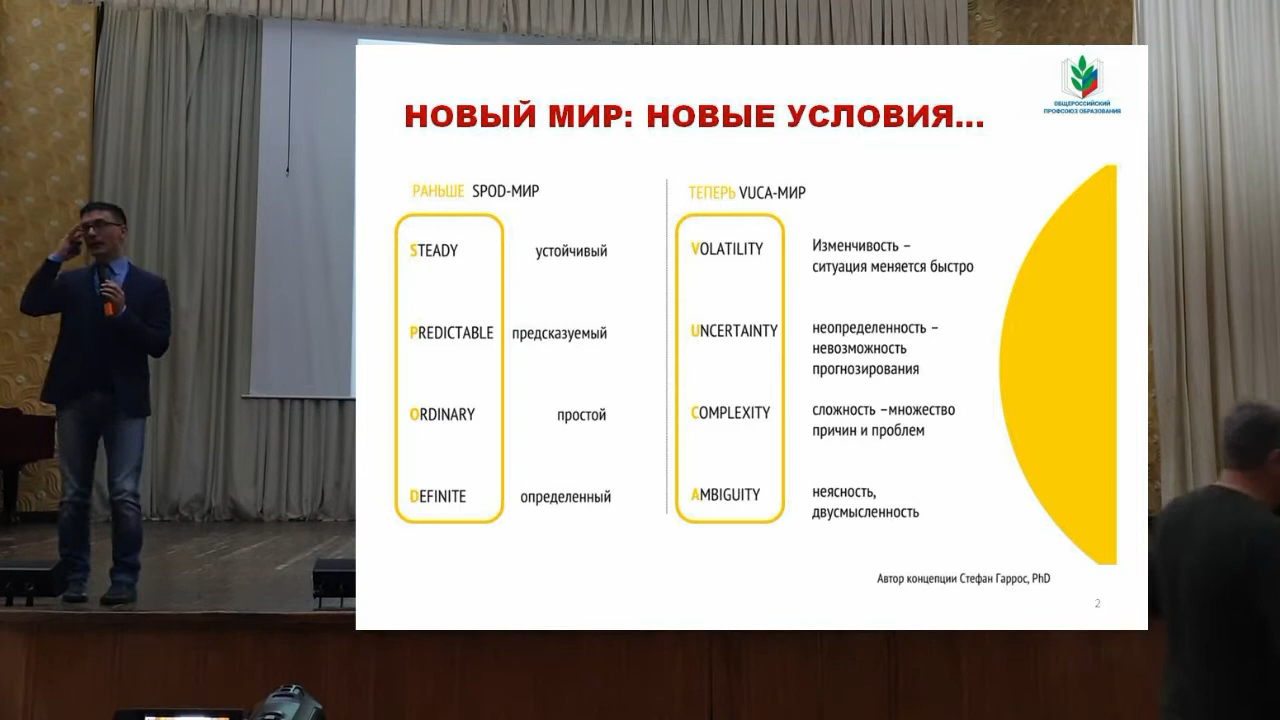 ОБЩЕРОССИЙСКИЙ
ПРОФСОЮЗ ОБРАЗОВАНИЯ
НОВЫЙ МИР: НОВЫЕ УСЛОВИЯ...
РАНЬШЕ SPOD-МИР
STEADY устойчивый
PREDICTABLE предсказуемый
ORDINARY простой
DEFINITE определенный
ТЕПЕРЬ VUCA-МИР
VOLATILITY Изменчивость –
ситуация меняется быстро
UNCERTAINTY неопределенность –
невозможность
прогнозирования
COMPLEXITY сложность –множество
причин и проблем
AMBIGUITY неясность,
двусмысленность
Автор концепции Стефан Гаррос, PhD
2